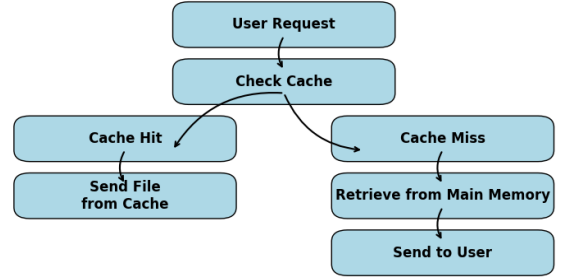 User Request
Check Cache
Cache Hit
Cache Miss
Send File
from Cache
Retrieve from Main Memory
Send to User